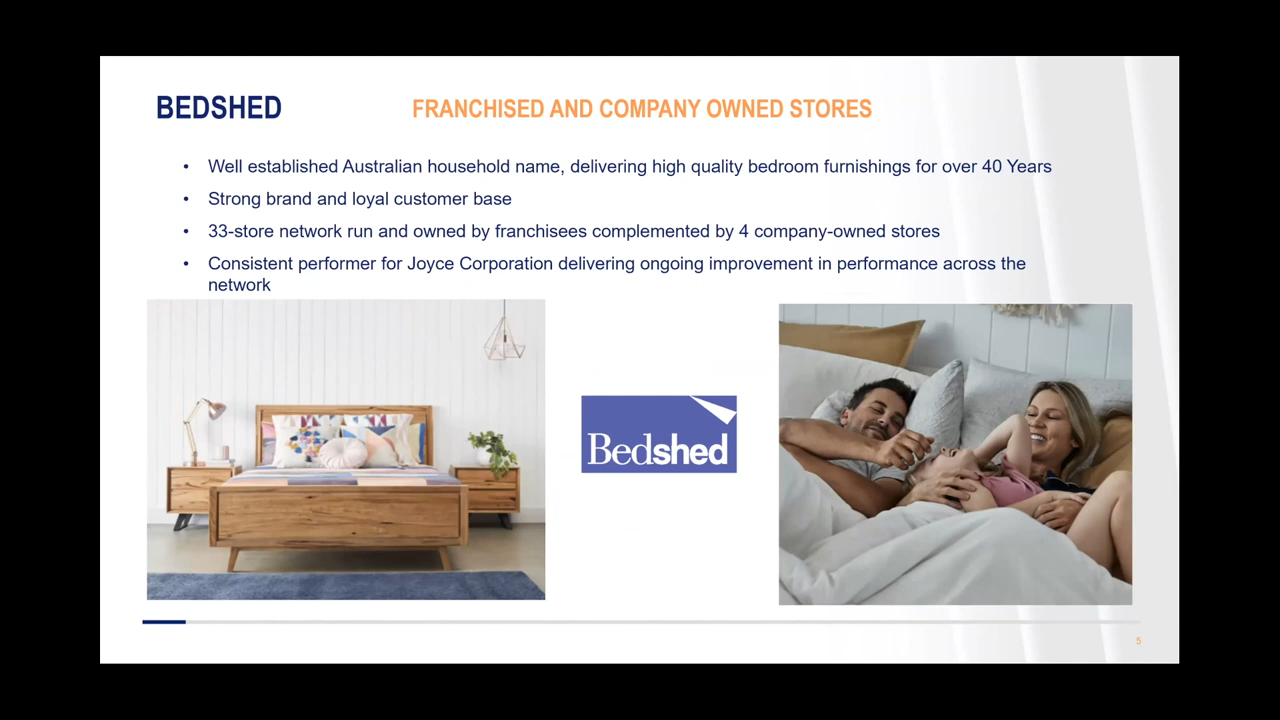 BEDSHED
FRANCHISED AND COMPANY OWNED STORES
• Well established Australian household name, delivering high quality bedroom furnishings for over 40 Years
• Strong brand and loyal customer base
• 33-store network run and owned by franchisees complemented by 4 company-owned stores
• Consistent performer for Joyce Corporation delivering ongoing improvement in performance across the
network
Bedshed
5